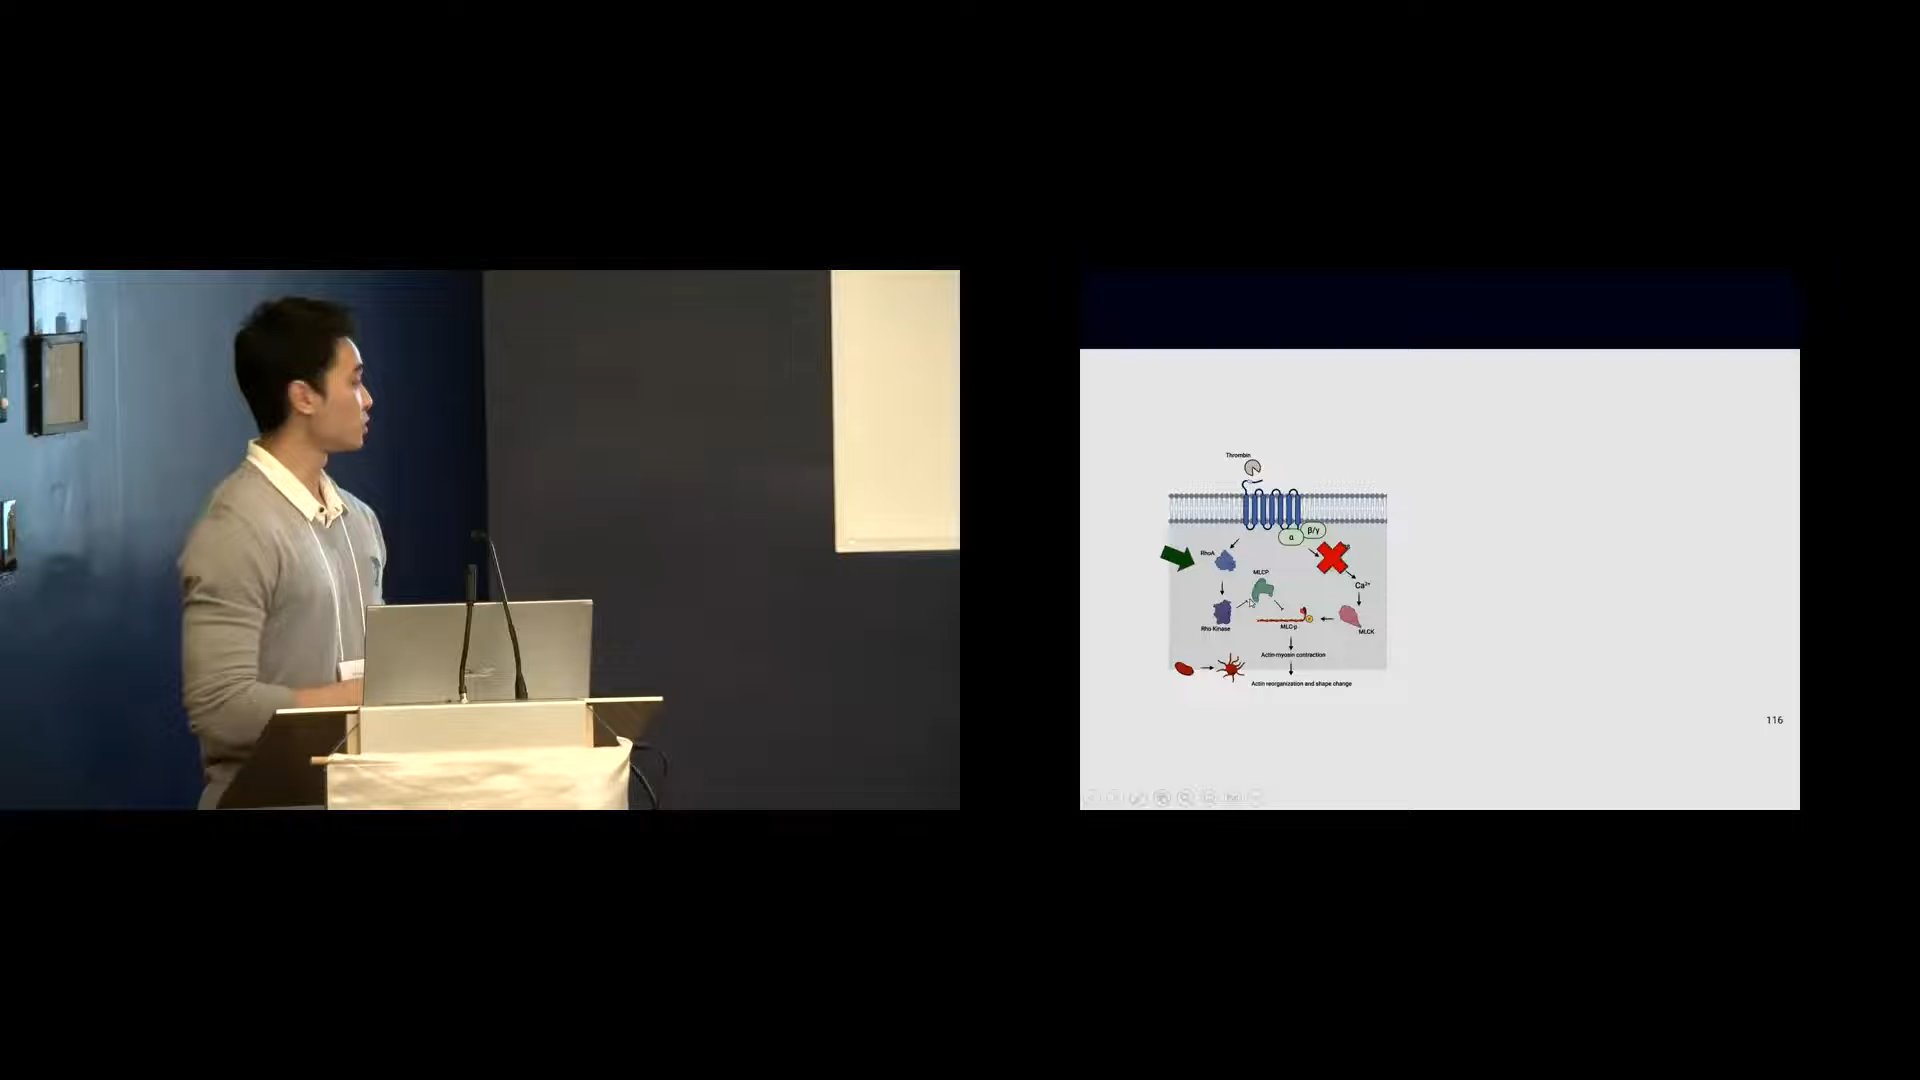 Thrombin
β/γ
α
RhoA
Ca²⁺
MLCP
Rho Kinase
MLC-p
MLCK
Actin-myosin contraction
Actin reorganization and shape change
116